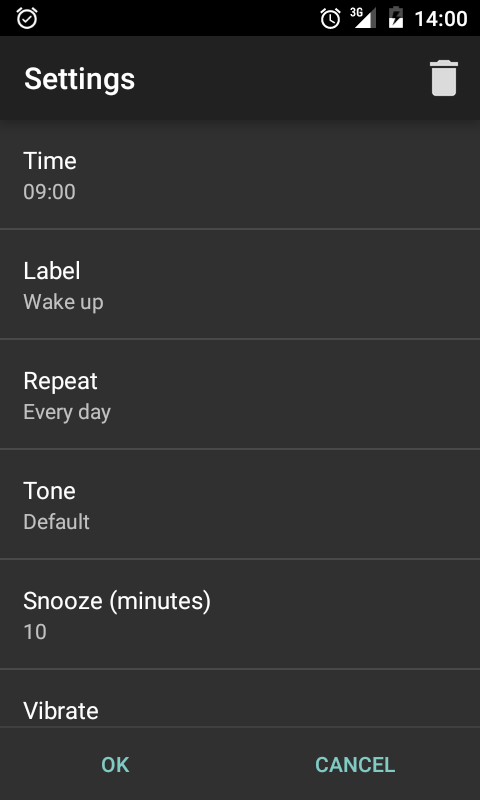 3G 14:00
Settings
Time
09:00
Label
Wake up
Repeat
Every day
Tone
Default
Snooze (minutes)
10
Vibrate
OK CANCEL